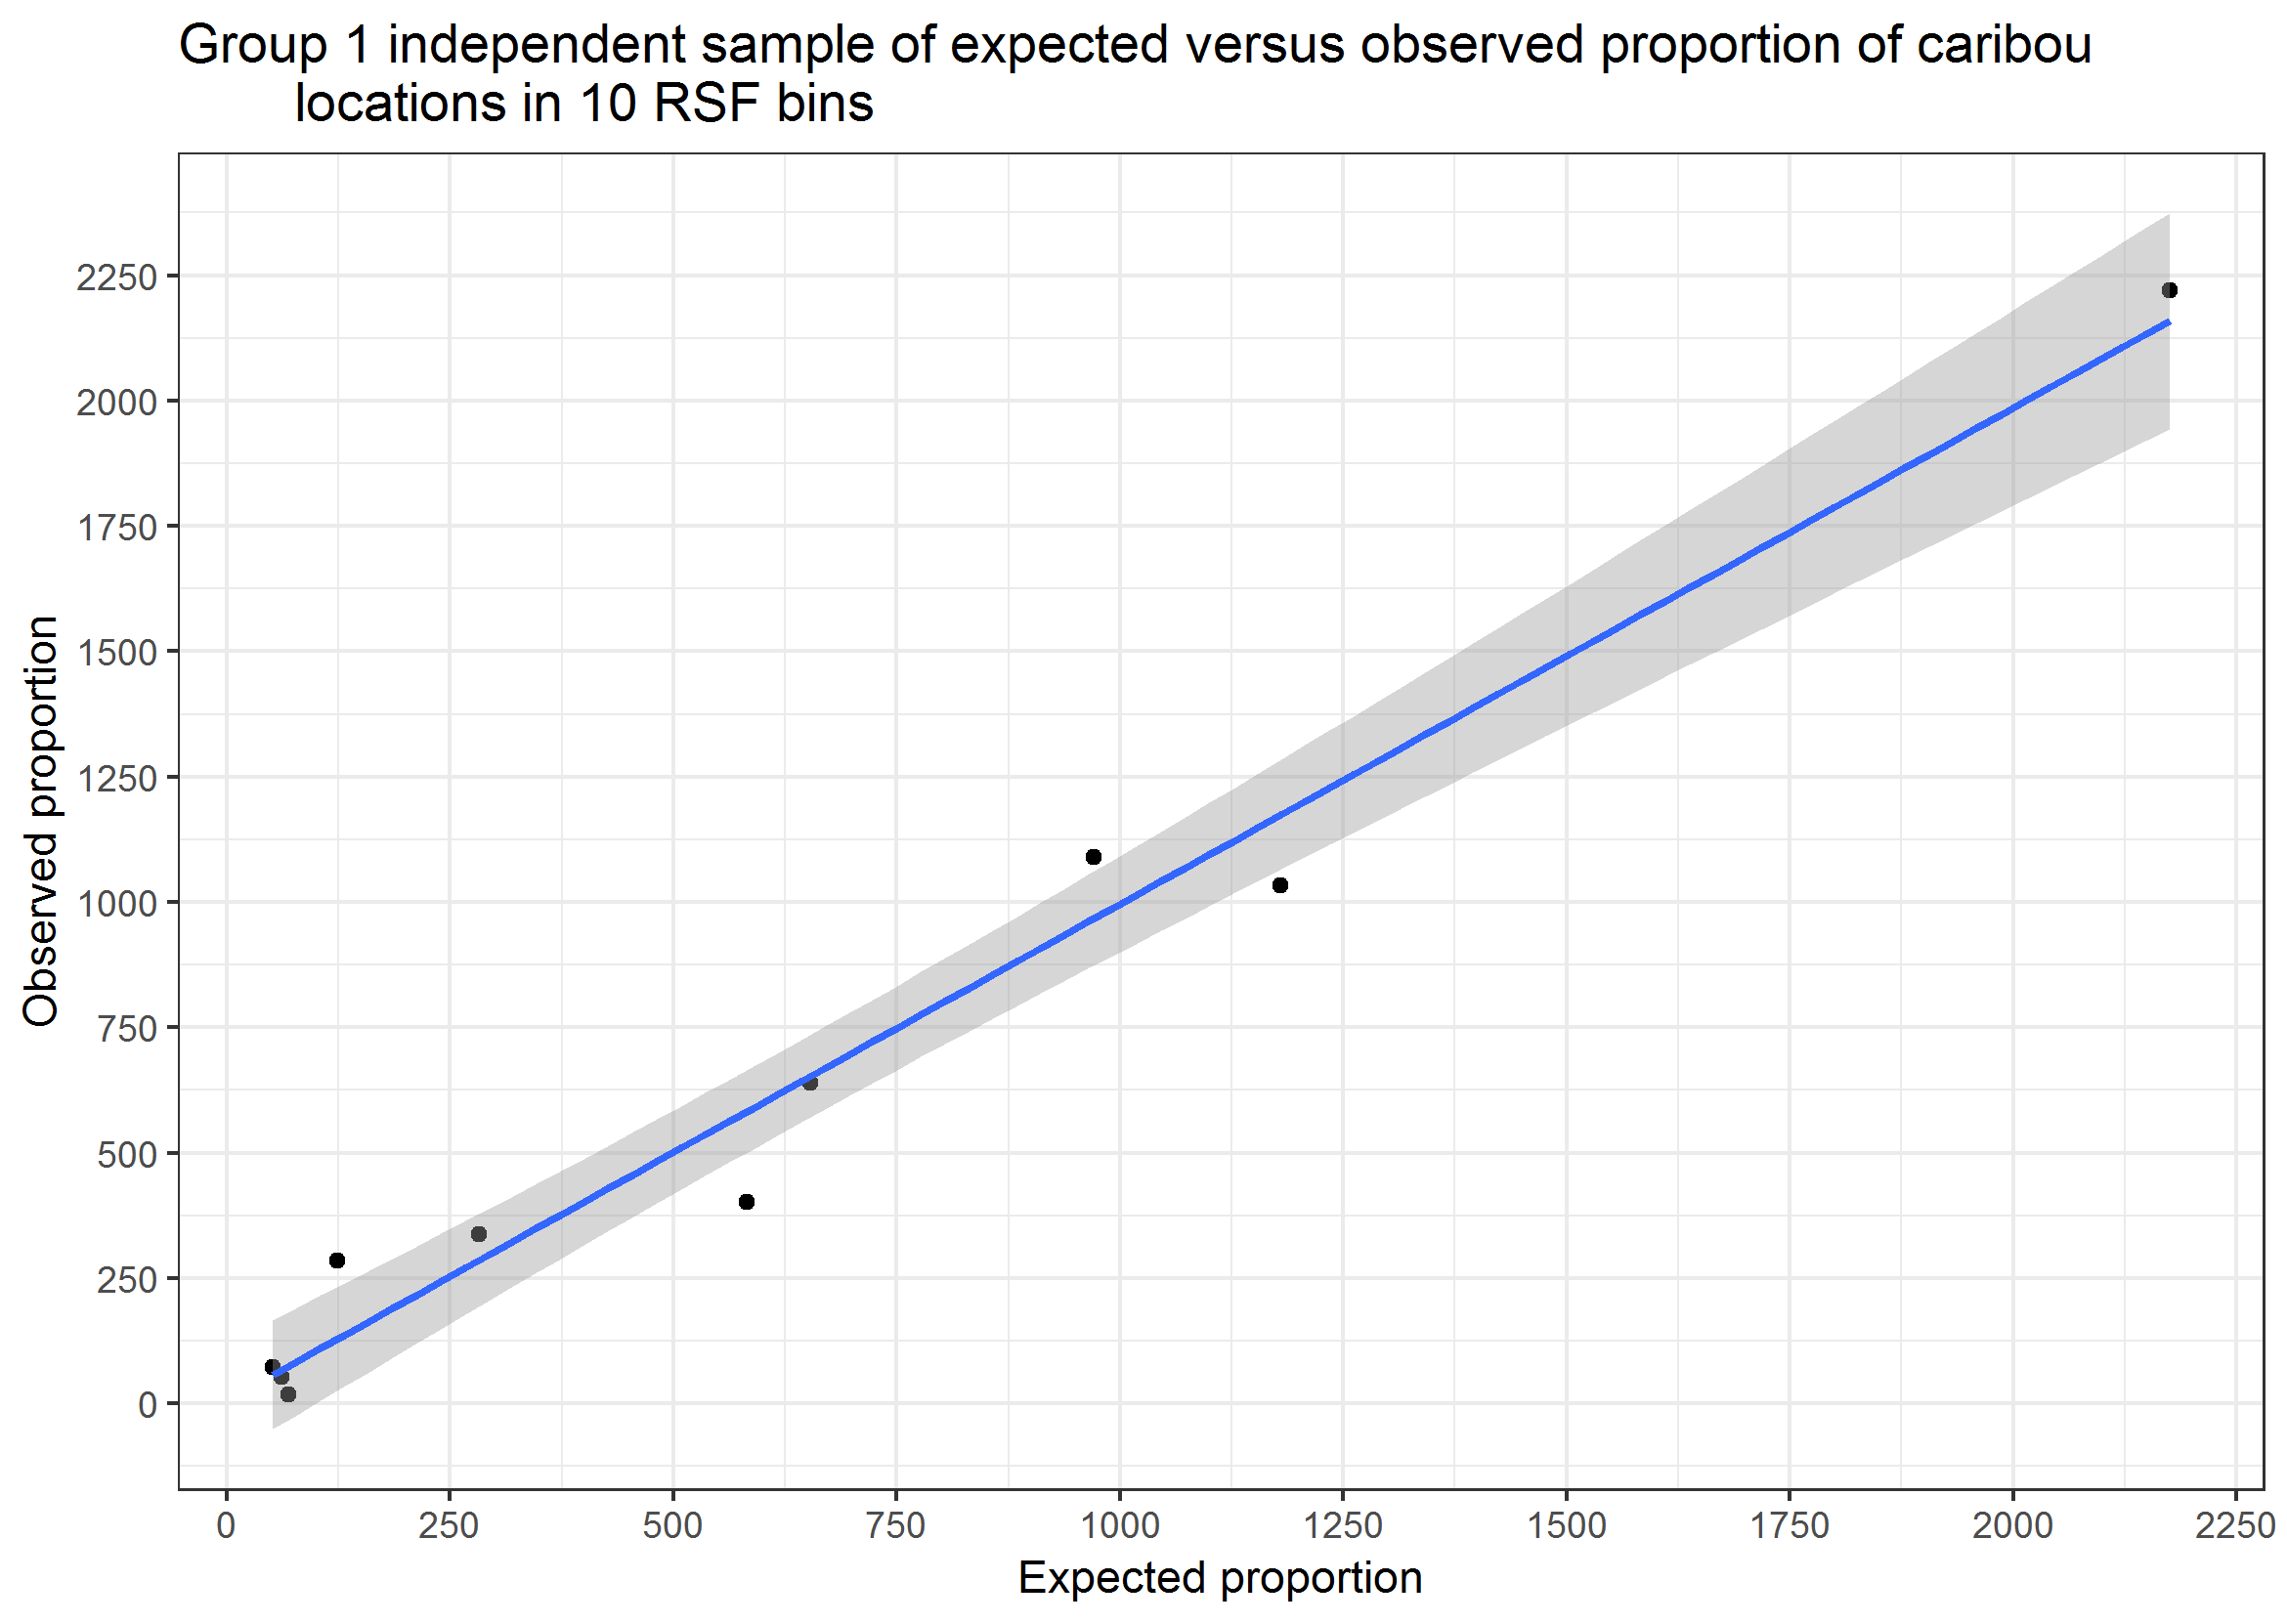 Group 1 independent sample of expected versus observed proportion of caribou
locations in 10 RSF bins
Observed proportion
2250
2000
1750
1500
1250
1000
750
500
250
0
0 250 500 750 1000 1250 1500 1750 2000 2250
Expected proportion